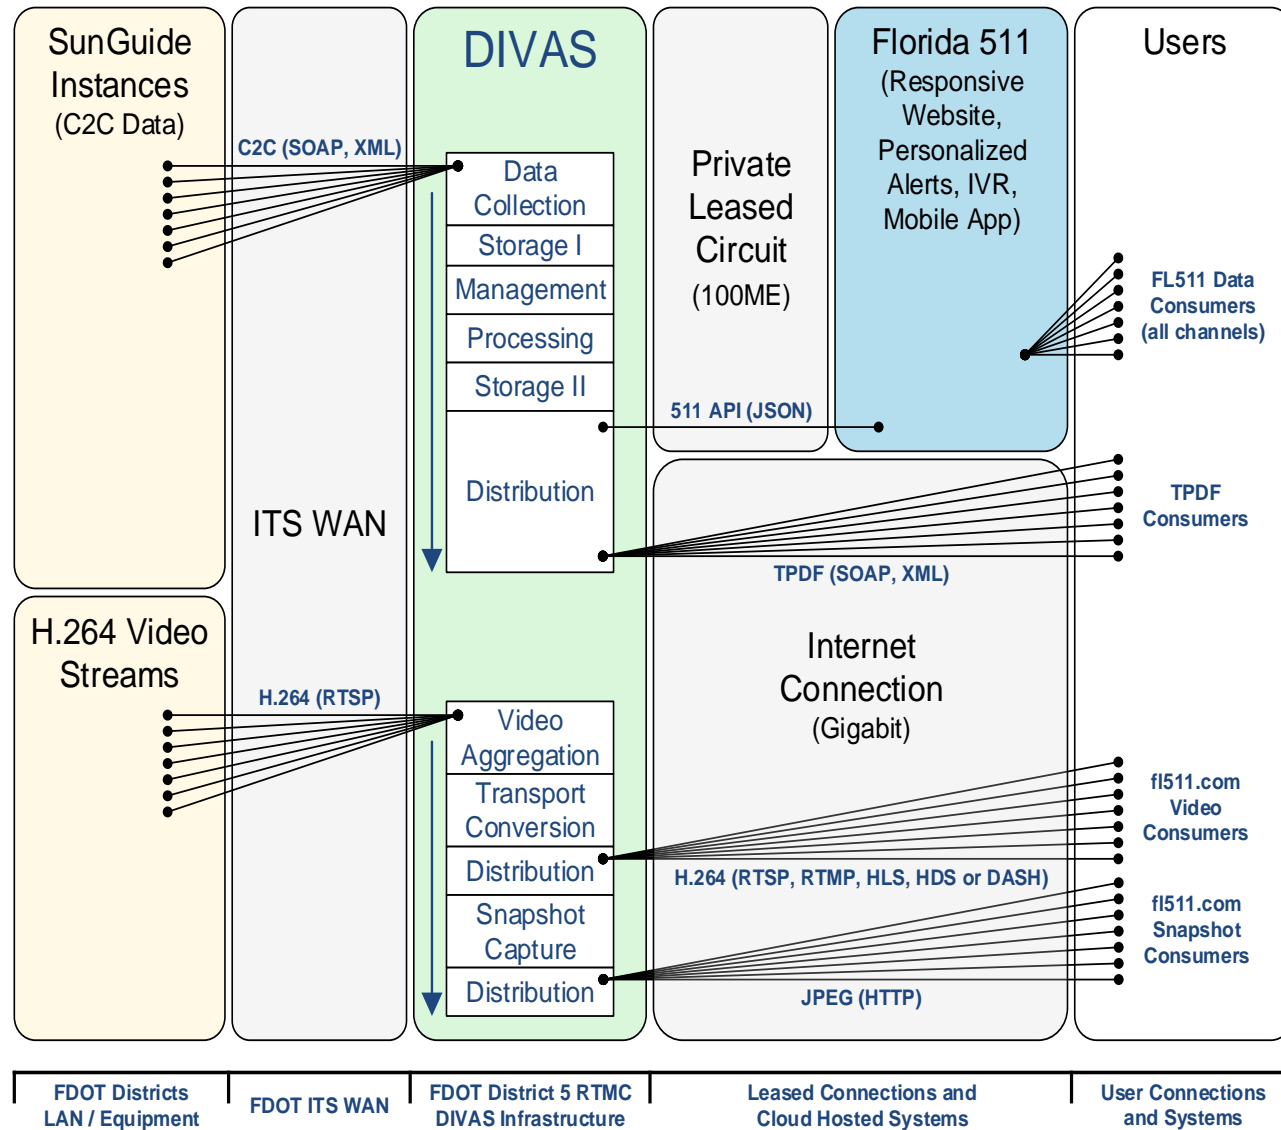 SunGuide
Instances
(C2C Data)
H.264 Video
Streams
C2C (SOAP, XML)
ITS WAN
H.264 (RTSP)
DIVAS
Data
Collection
Storage I
Management
Processing
Storage II
Distribution
Video
Aggregation
Transport
Conversion
Distribution
Snapshot
Capture
Distribution
Private
Leased
Circuit
(100ME)
511 API (JSON)
Florida 511
(Responsive
Website,
Personalized
Alerts, IVR,
Mobile App)
TPDF (SOAP, XML)
Internet
Connection
(Gigabit)
H.264 (RTSP, RTMP, HLS, HDS or DASH)
JPEG (HTTP)
Users
FL511 Data
Consumers
(all channels)
TPDF
Consumers
fl511.com
Video
Consumers
fl511.com
Snapshot
Consumers
FDOT Districts
LAN / Equipment
FDOT ITS WAN
FDOT District 5 RTMC
DIVAS Infrastructure
Leased Connections and
Cloud Hosted Systems
User Connections
and Systems